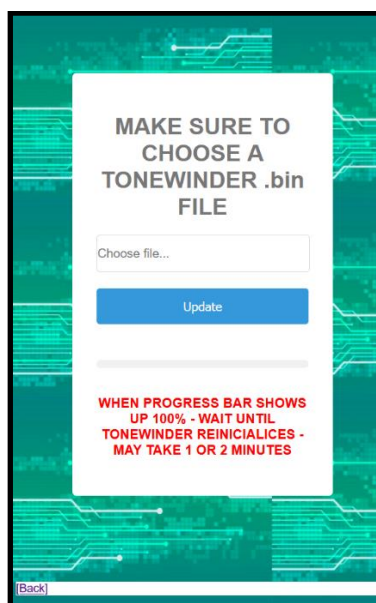 MAKE SURE TO
CHOOSE A
TONEWINDER .bin
FILE
Choose file...
Update
WHEN PROGRESS BAR SHOWS
UP 100% - WAIT UNTIL
TONEWINDER REINICIALICES -
MAY TAKE 1 OR 2 MINUTES
[Back]